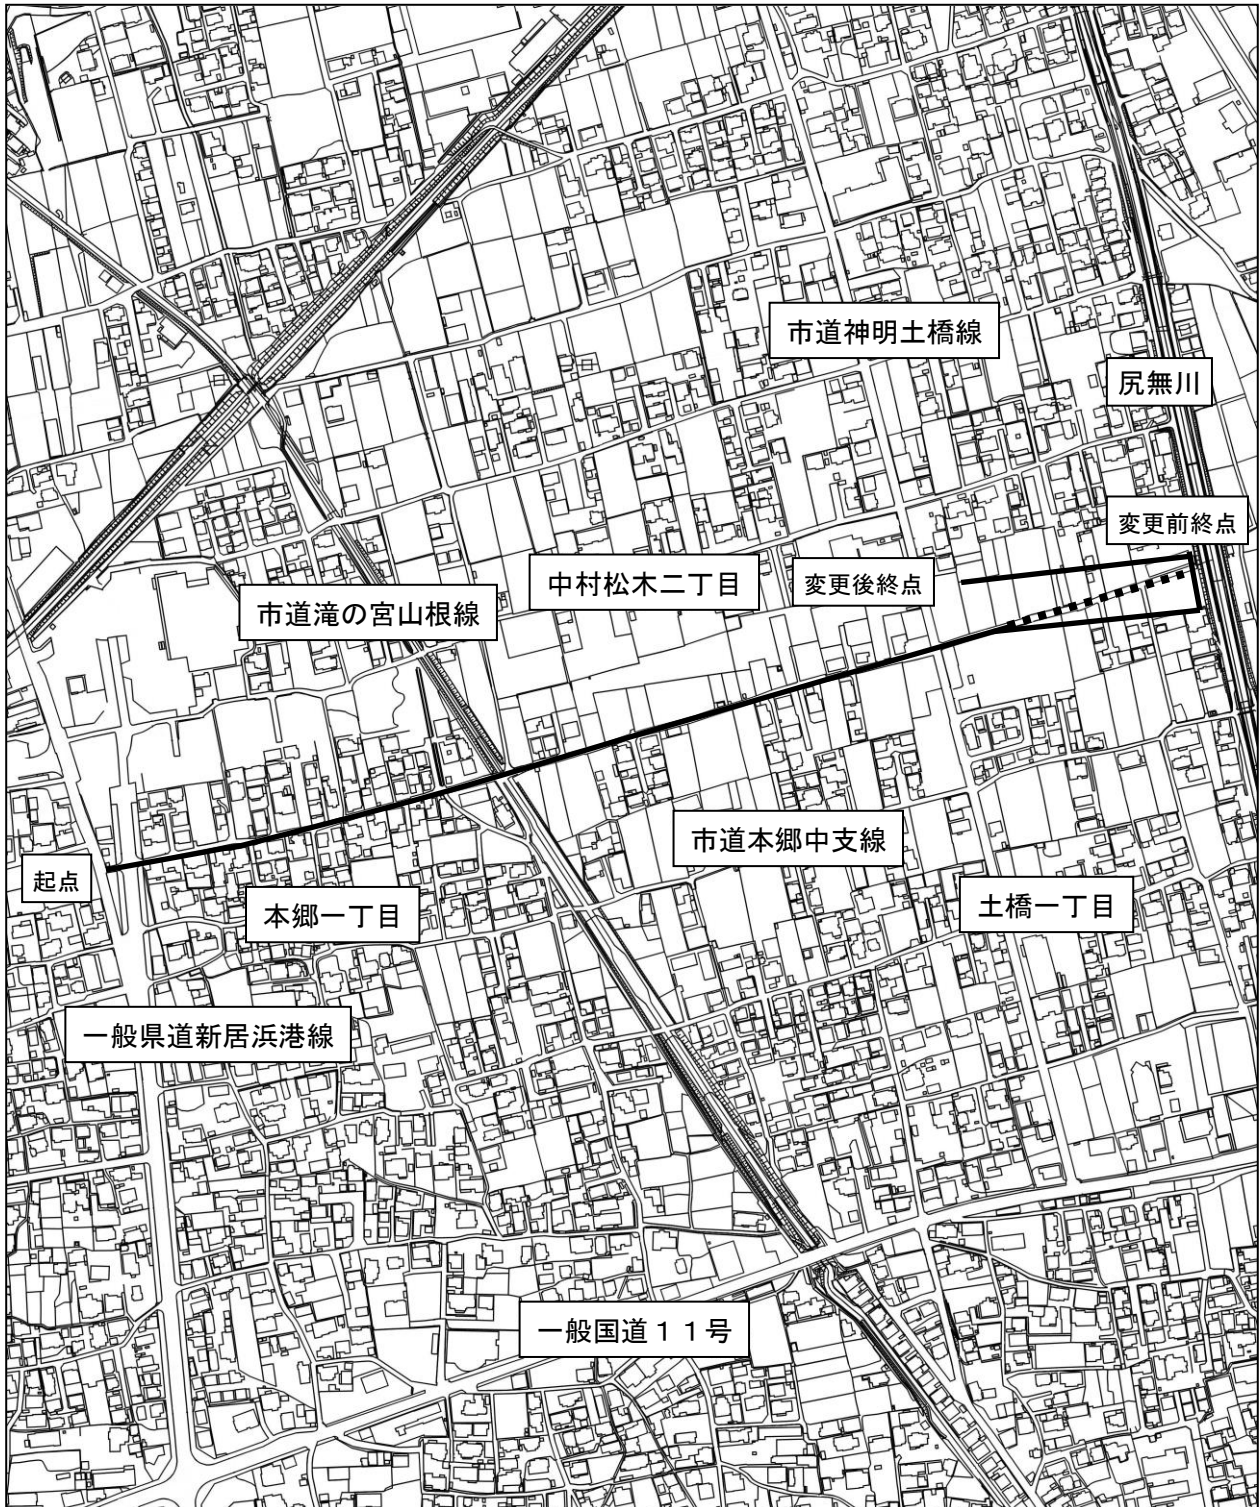 市道神明土橋線
尻無川
変更前終点
中村松木二丁目
変更後終点
市道滝の宮山根線
市道本郷中支線
起点
本郷一丁目
土橋一丁目
一般県道新居浜港線
一般国道１１号